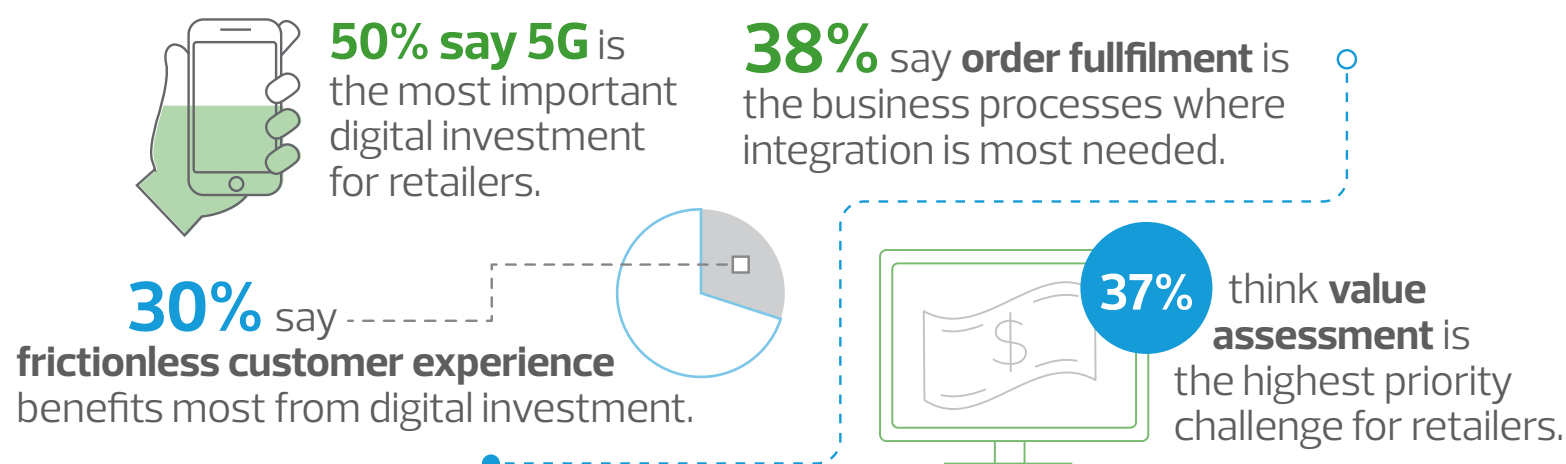 50% say 5G is
the most important
digital investment
for retailers.
38% say order fullfilment is
the business processes where
integration is most needed.
30% say
frictionless customer experience
benefits most from digital investment.
$
37% think value
assessment is
the highest priority
challenge for retailers.